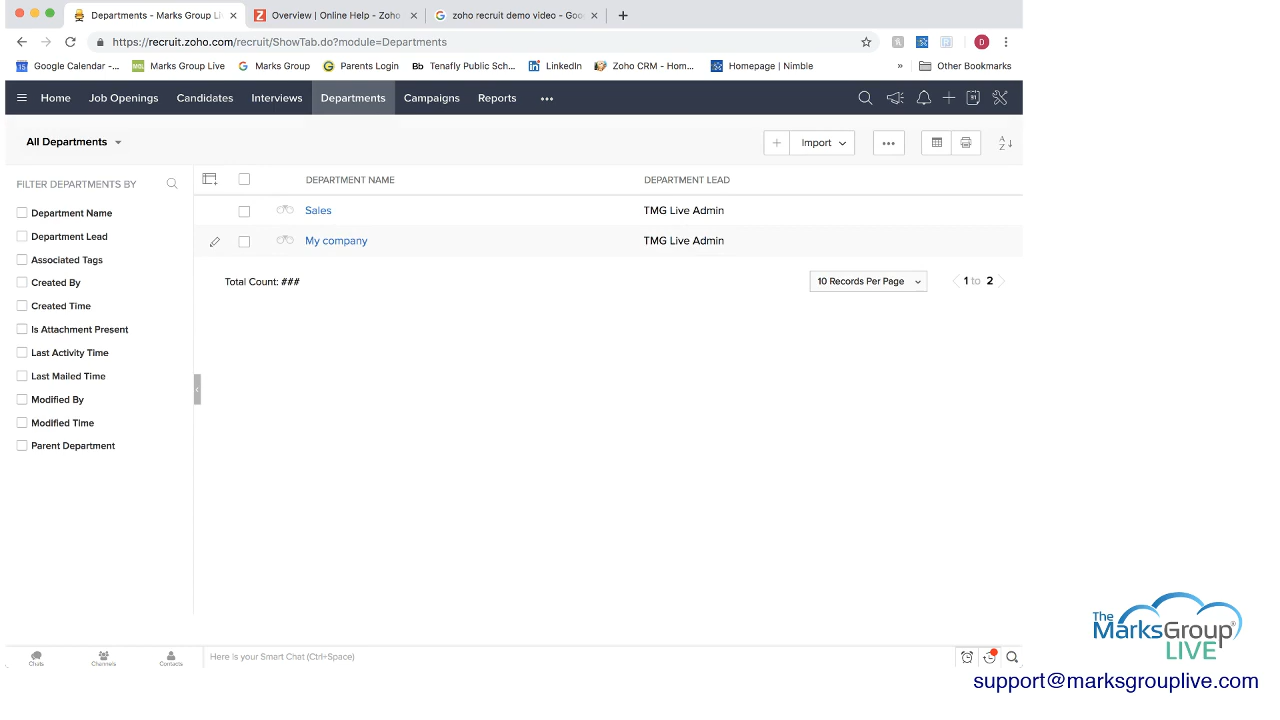 Departments - Marks Group Li
Overview | Online Help - Zoho
zoho recruit demo video - Goo
https://recruit.zoho.com/recruit/ShowTab.do?module=Departments
D
15 Google Calendar -... MGL Marks Group Live G Marks Group G Parents Login Bb Tenafly Public Sch... in LinkedIn Zoho CRM - Hom... Homepage | Nimble » Other Bookmarks
Home Job Openings Candidates Interviews Departments Campaigns Reports •••
All Departments
Import
FILTER DEPARTMENTS BY
DEPARTMENT NAME DEPARTMENT LEAD
Department Name
Department Lead
Associated Tags
Created By
Created Time
Is Attachment Present
Last Activity Time
Last Mailed Time
Modified By
Modified Time
Parent Department
Sales TMG Live Admin
My company TMG Live Admin
Total Count: ###
10 Records Per Page
1 to 2
Chats Channels Contacts
Here is your Smart Chat (Ctrl+Space)
The
MarksGroup®
LIVE
support@marksgrouplive.com